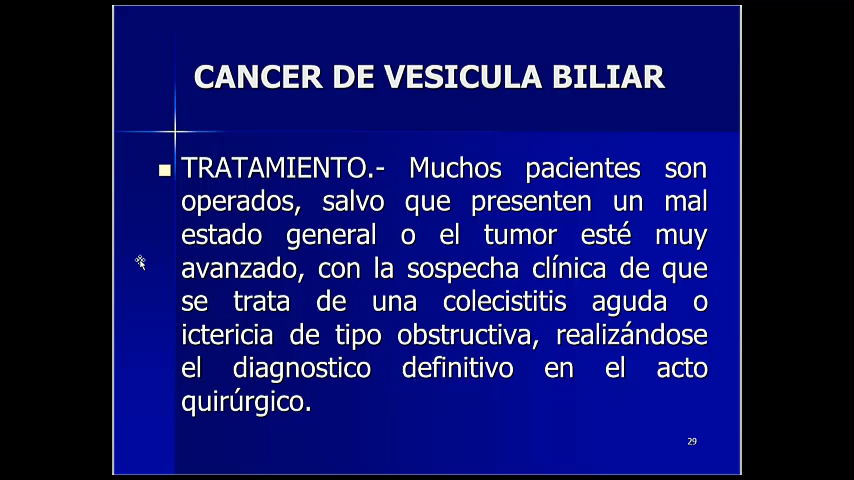 CANCER DE VESICULA BILIAR
TRATAMIENTO.- Muchos pacientes son
operados, salvo que presenten un mal
estado general o el tumor esté muy
avanzado, con la sospecha clínica de que
se trata de una colecistitis aguda o
ictericia de tipo obstructiva, realizándose
el diagnostico definitivo en el acto
quirúrgico.
29